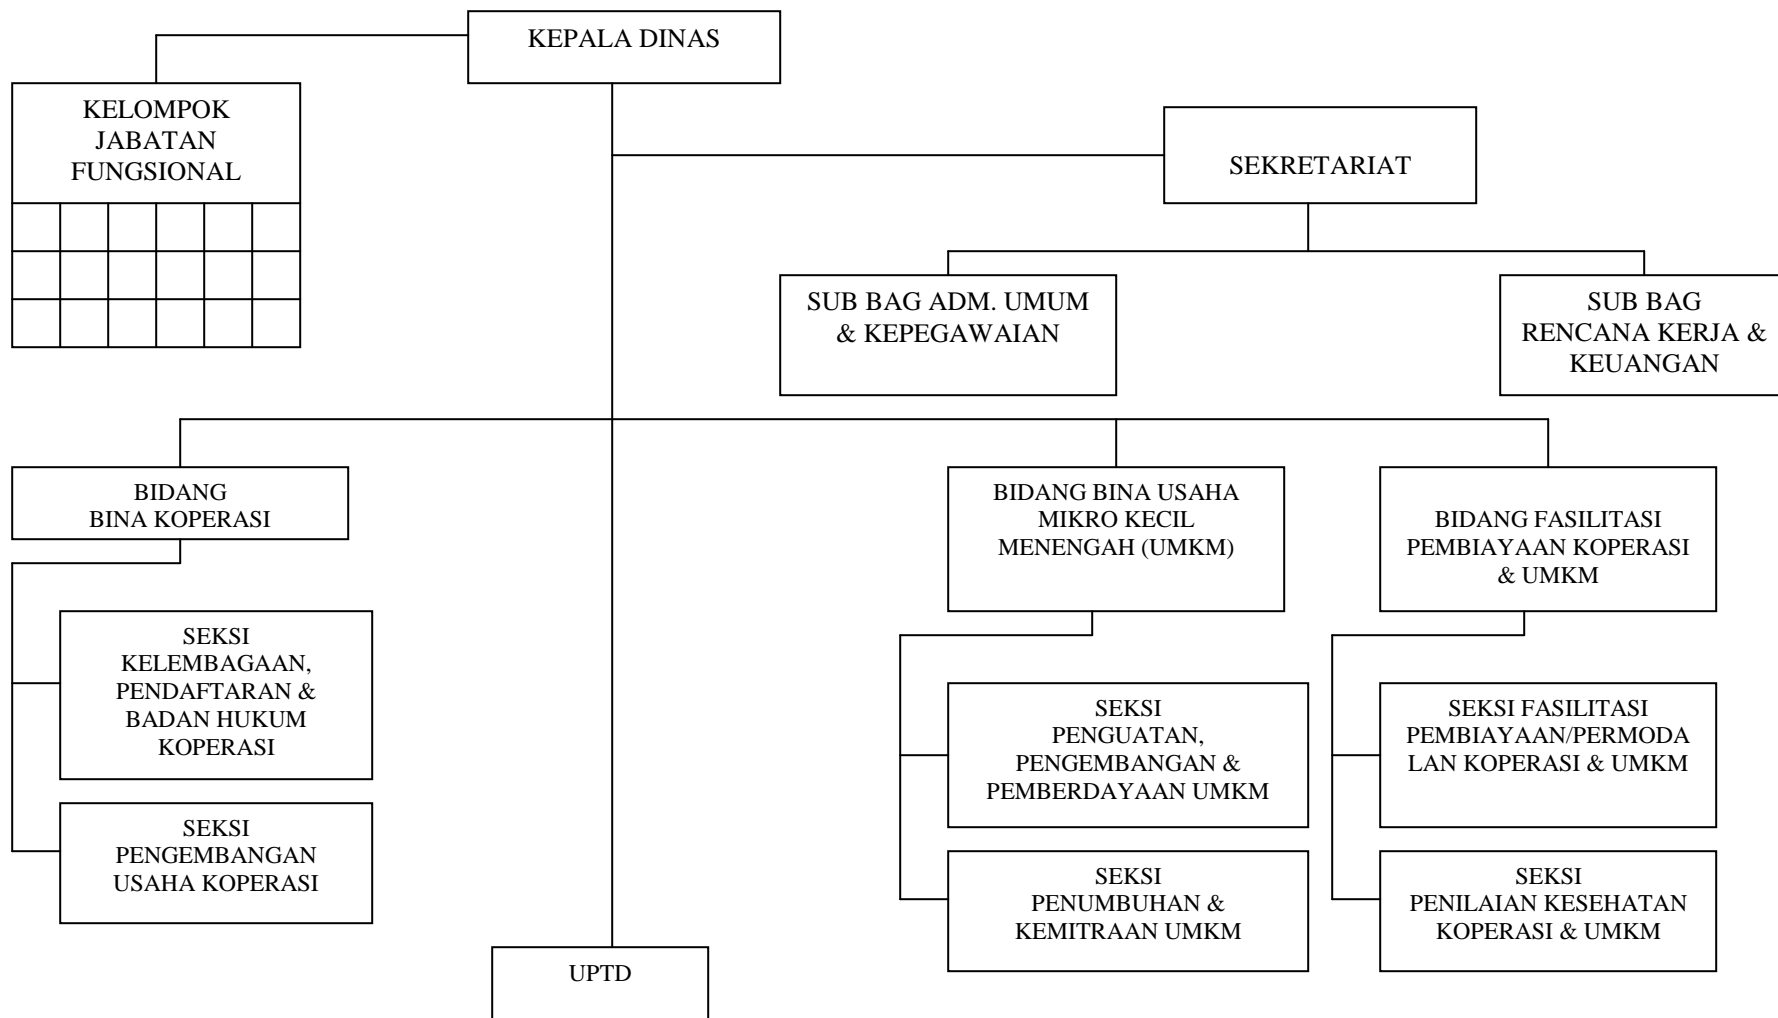 KEPALA DINAS
KELOMPOK
JABATAN
FUNGSIONAL
SEKRETARIAT
SUB BAG ADM. UMUM
& KEPEGAWAIAN
SUB BAG
RENCANA KERJA &
KEUANGAN
BIDANG
BINA KOPERASI
BIDANG BINA USAHA
MIKRO KECIL
MENENGAH (UMKM)
BIDANG FASILITASI
PEMBIAYAAN KOPERASI
& UMKM
SEKSI
KELEMBAGAAN,
PENDAFTARAN &
BADAN HUKUM
KOPERASI
SEKSI
PENGEMBANGAN
USAHA KOPERASI
SEKSI
PENGUATAN,
PENGEMBANGAN &
PEMBERDAYAAN UMKM
SEKSI
PENUMBUHAN &
KEMITRAAN UMKM
SEKSI FASILITASI
PEMBIAYAAN/PERMODA
LAN KOPERASI & UMKM
SEKSI
PENILAIAN KESEHATAN
KOPERASI & UMKM
UPTD